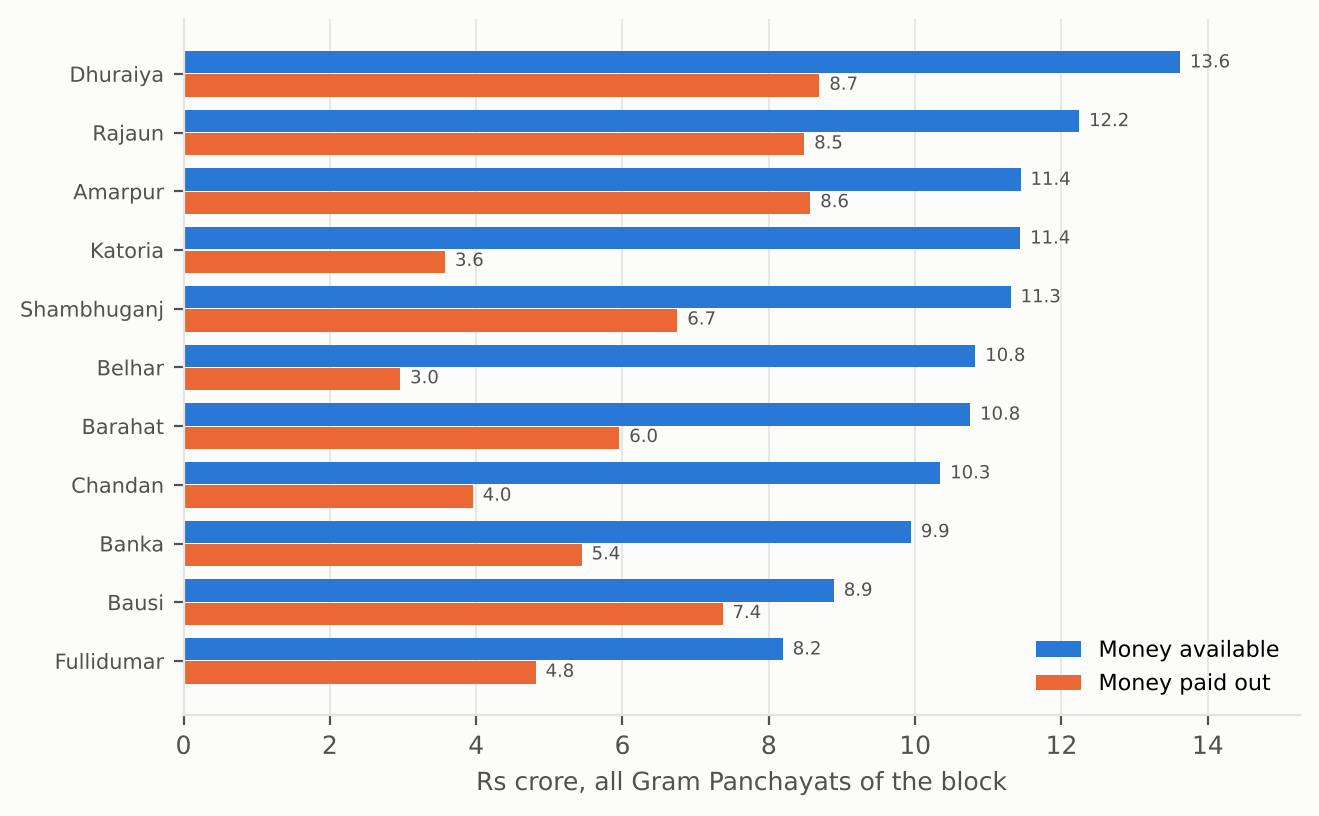 Dhuraiya 13.6
8.7
Rajaun 12.2
8.5
Amarpur 11.4
8.6
Katoria 11.4
3.6
Shambhuganj 11.3
6.7
Belhar 10.8
3.0
Barahat 10.8
6.0
Chandan 10.3
4.0
Banka 9.9
5.4
Bausi 8.9
7.4
Fullidumar 8.2
4.8
Money available
Money paid out
0 2 4 6 8 10 12 14
Rs crore, all Gram Panchayats of the block